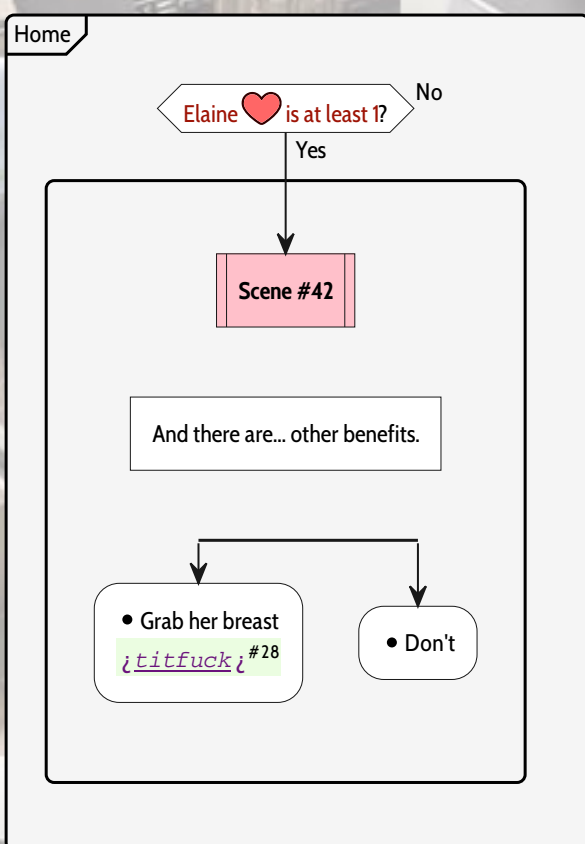 Home
Elaine is at least 1?
No
Yes
Scene #42
And there are... other benefits.
• Grab her breast
¿titfuck¿#28
• Don't